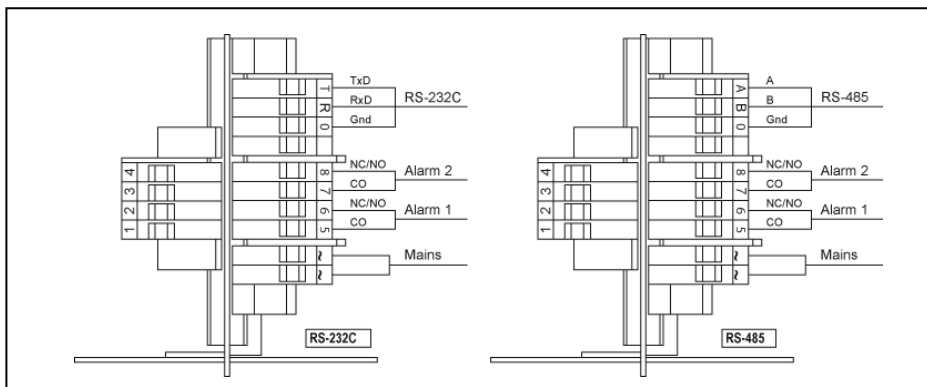 TxD
T
RxD
R
RS-232C
Gnd
0
4
3
2
1
NC/NO
8
Alarm 2
CO
7
NC/NO
6
Alarm 1
CO
5
~
Mains
~
RS-232C
A
A
B
B
RS-485
Gnd
0
4
3
2
1
NC/NO
8
Alarm 2
CO
7
NC/NO
6
Alarm 1
CO
5
~
Mains
~
RS-485